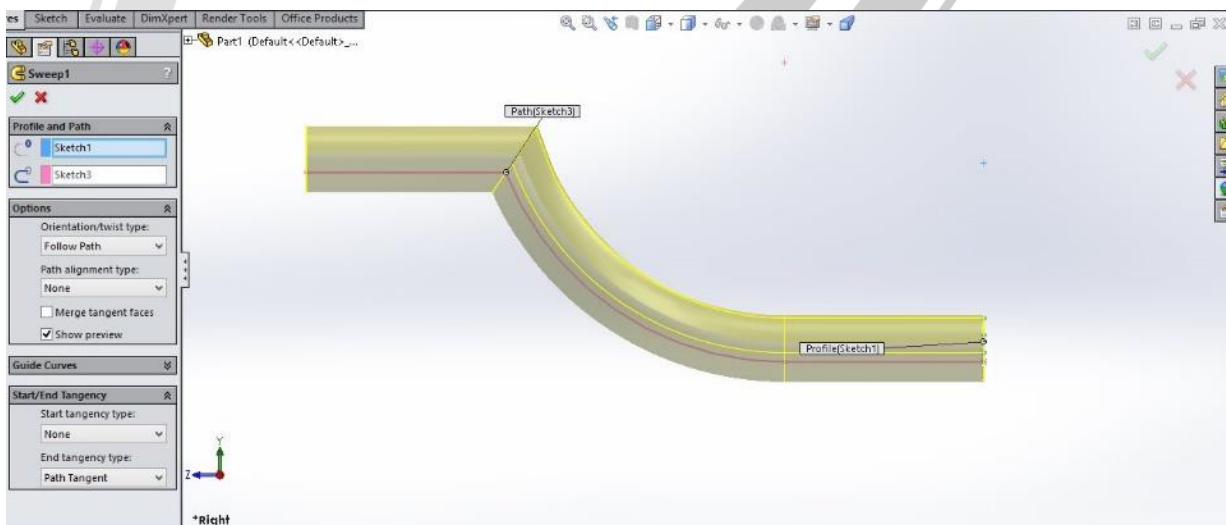 es Sketch Evaluate DimXpert Render Tools Office Products
Part1 (Default<<Default>_...
Sweep1 ?
Profile and Path
Sketch1
Sketch3
Options
Orientation/twist type:
Follow Path
Path alignment type:
None
Merge tangent faces
Show preview
Guide Curves
Start/End Tangency
Start tangency type:
None
End tangency type:
Path Tangent
Path(Sketch3)
Profile(Sketch1)
Y
Z
*Right